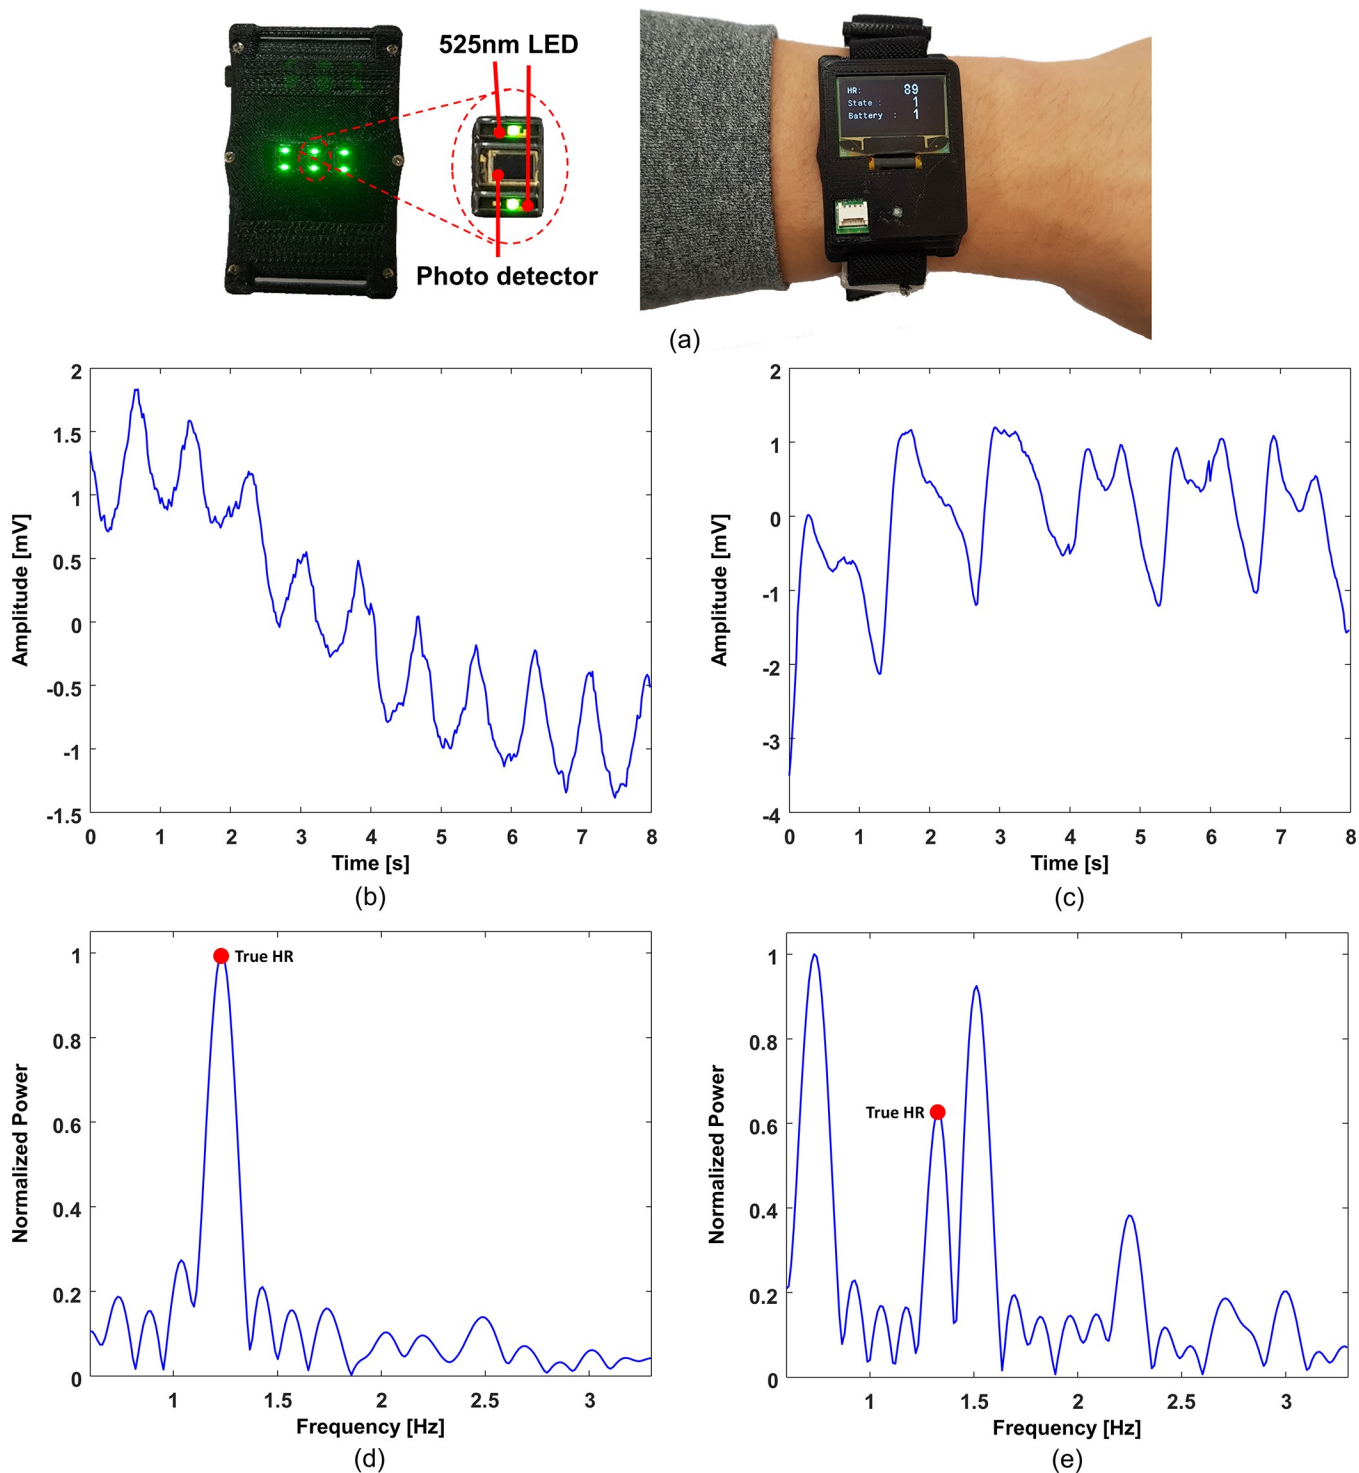 525nm LED
Photo detector
HR: 89
State : 1
Battery : 1
(a)
2
1.5
1
0.5
0
-0.5
-1
-1.5
Amplitude [mV]
0 1 2 3 4 5 6 7 8
Time [s]
(b)
2
1
0
-1
-2
-3
-4
Amplitude [mV]
0 1 2 3 4 5 6 7 8
Time [s]
(c)
True HR
1
0.8
0.6
0.4
0.2
0
Normalized Power
1 1.5 2 2.5 3
Frequency [Hz]
(d)
True HR
1
0.8
0.6
0.4
0.2
0
Normalized Power
1 1.5 2 2.5 3
Frequency [Hz]
(e)